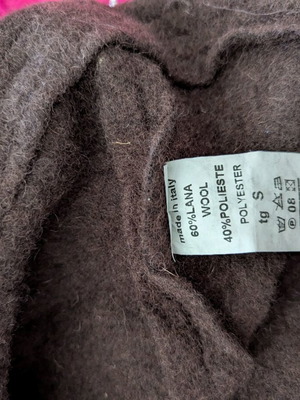 made in italy
60%LANA
WOOL
40%POLIESTE
POLYESTER
tg S